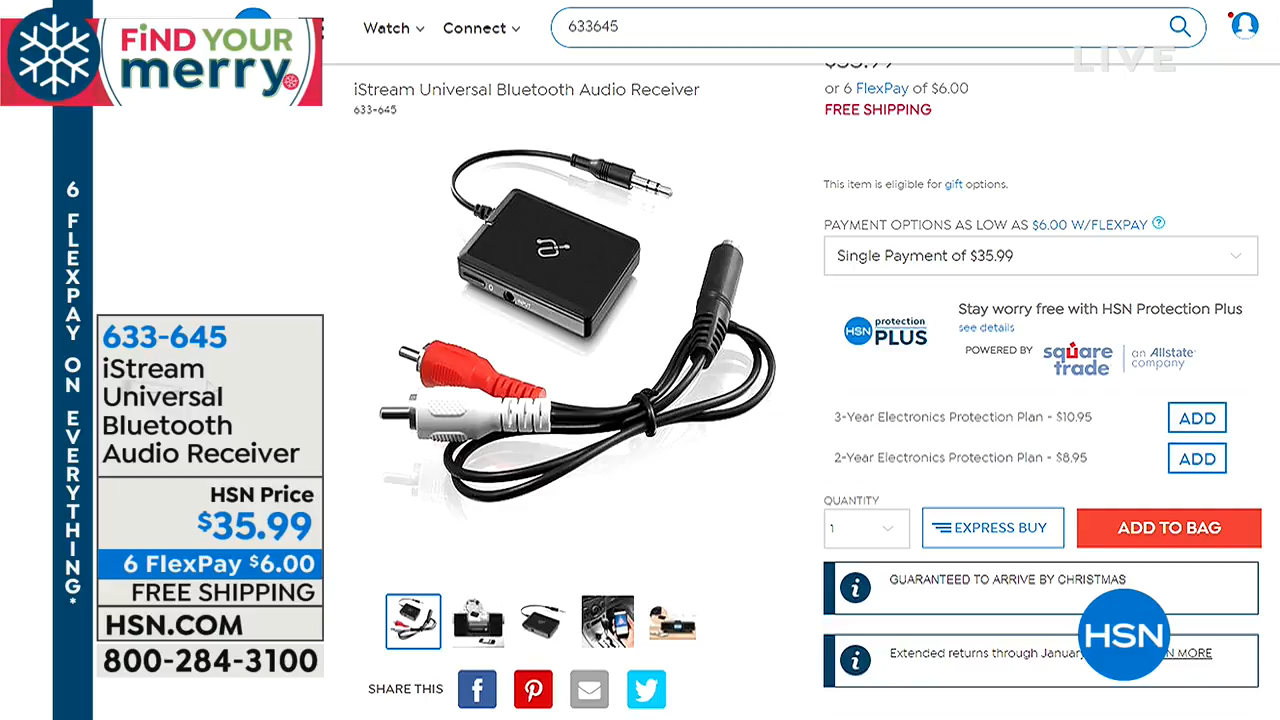 FiND YOUR
merry
6 FLEXPAY ON EVERYTHING.*
633-645
iStream
Universal
Bluetooth
Audio Receiver
HSN Price
$35.99
6 FlexPay $6.00
FREE SHIPPING
HSN.COM
800-284-3100
Watch
Connect
633645
LIVE
iStream Universal Bluetooth Audio Receiver
633-645
INPUT
SHARE THIS
$35.99
or 6 FlexPay of $6.00
FREE SHIPPING
This item is eligible for gift options.
PAYMENT OPTIONS AS LOW AS $6.00 W/FLEXPAY ?
Single Payment of $35.99
HSN protection PLUS
Stay worry free with HSN Protection Plus
see details
POWERED BY square trade | an Allstate company
3-Year Electronics Protection Plan - $10.95
ADD
2-Year Electronics Protection Plan - $8.95
ADD
QUANTITY
1
EXPRESS BUY
ADD TO BAG
GUARANTEED TO ARRIVE BY CHRISTMAS
Extended returns through January
MORE
HSN